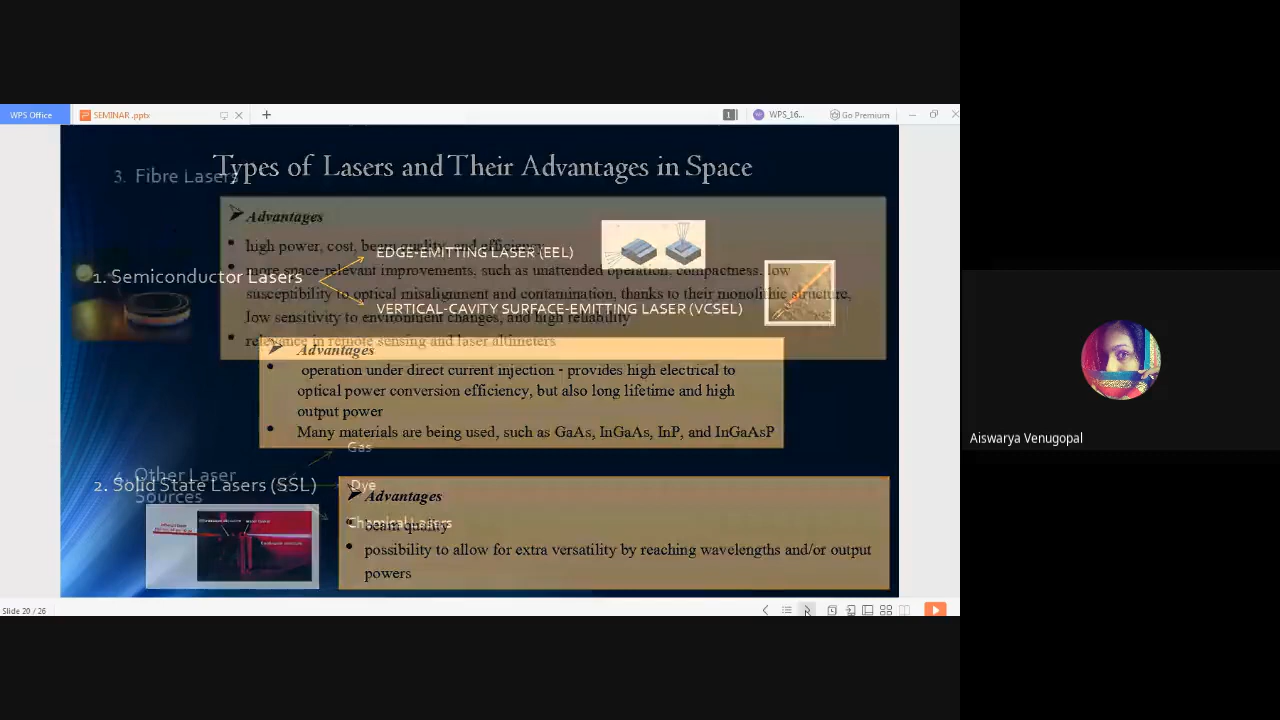 WPS Office
SEMINAR .pptx
WPS_16...
Go Premium
Types of Lasers and Their Advantages in Space
3. Fibre Lasers
Advantages
high power, cost, beam quality, and efficiency
EDGE-EMITTING LASER (EEL)
more space-relevant improvements, such as unattended operation, compactness, low
1. Semiconductor Lasers
susceptibility to optical misalignment and contamination, thanks to their monolithic structure,
VERTICAL-CAVITY SURFACE-EMITTING LASER (VCSEL)
low sensitivity to environment changes, and high reliability
relevance in remote sensing and laser altimeters
Advantages
operation under direct current injection - provides high electrical to
optical power conversion efficiency, but also long lifetime and high
output power
Many materials are being used, such as GaAs, InGaAs, InP, and InGaAsP
Gas
4. Other Laser
Sources
2. Solid State Lasers (SSL)
Dye
Advantages
Chemical Lasers
beam quality
possibility to allow for extra versatility by reaching wavelengths and/or output
powers
Slide 20 / 26
Aiswarya Venugopal